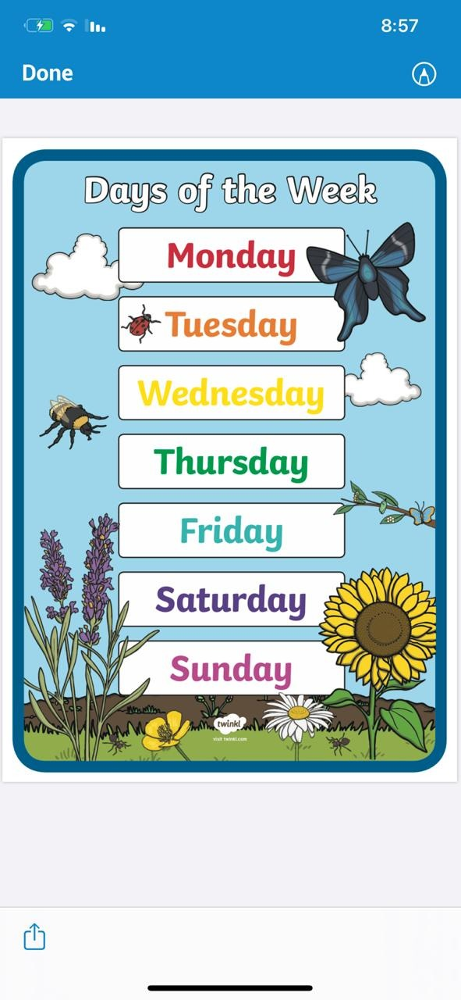 8:57
Done
Days of the Week
Monday
Tuesday
Wednesday
Thursday
Friday
Saturday
Sunday
twinkl
visit twinkl.com